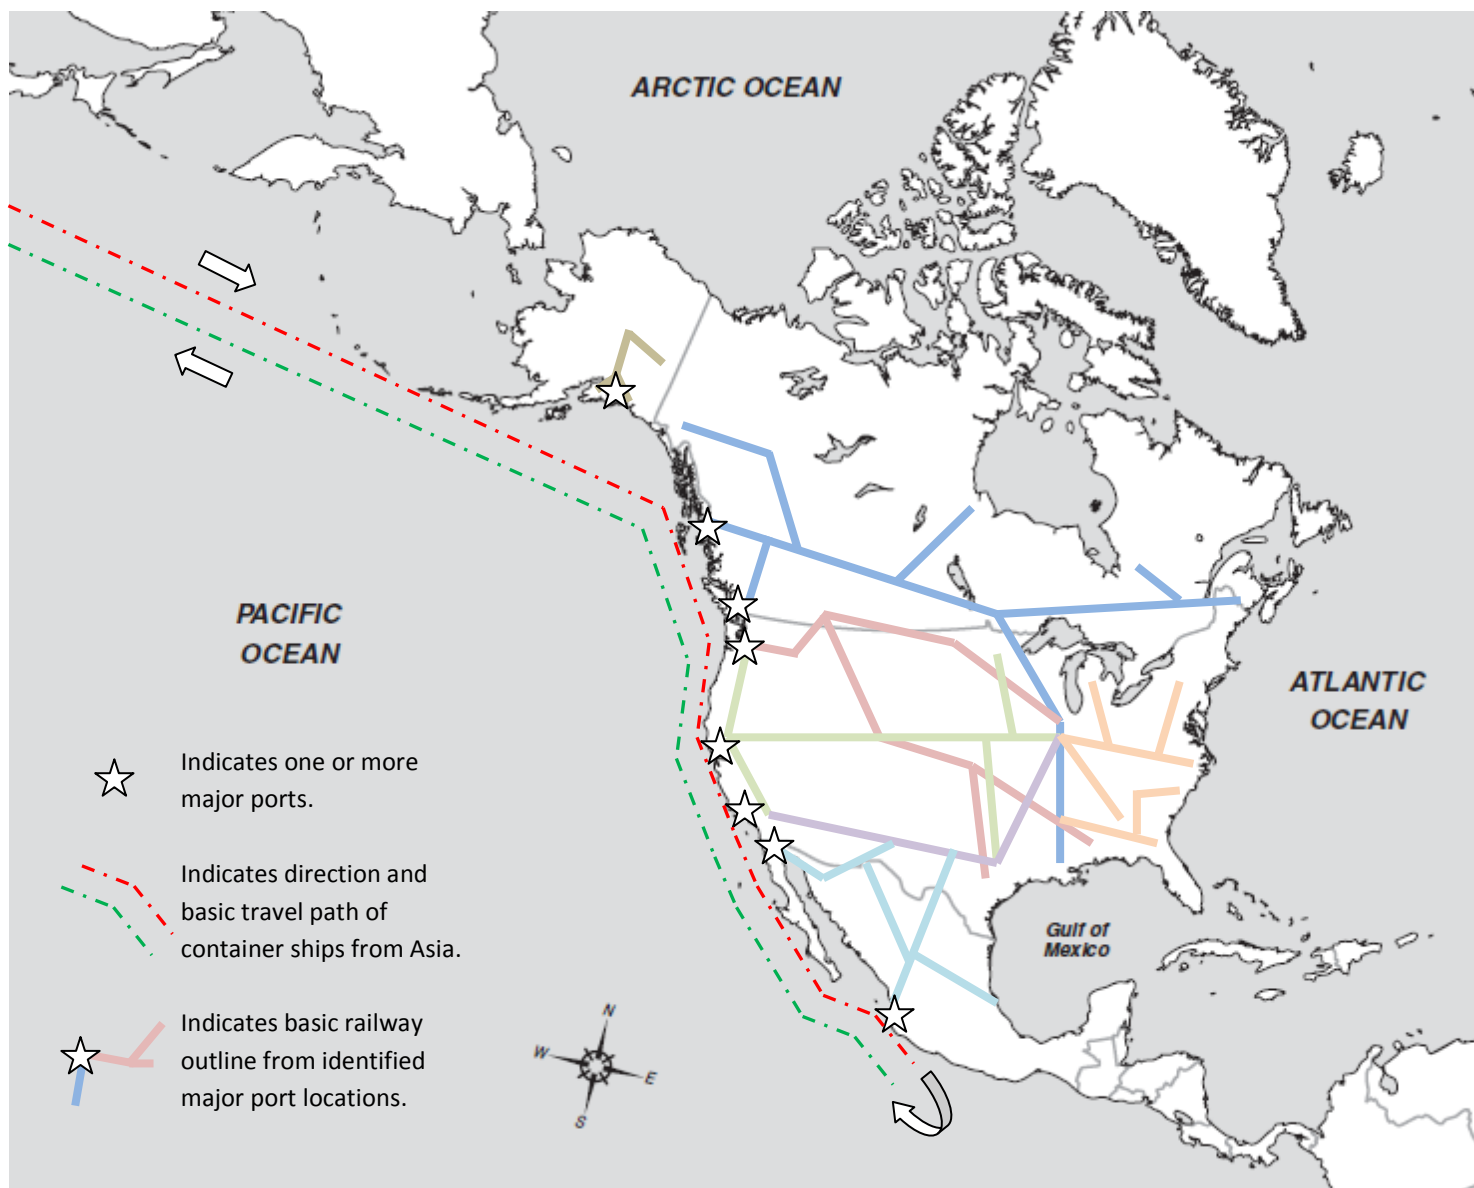 ARCTIC OCEAN
PACIFIC
OCEAN
ATLANTIC
OCEAN
Gulf of
Mexico
Indicates one or more
major ports.
Indicates direction and
basic travel path of
container ships from Asia.
Indicates basic railway
outline from identified
major port locations.
N
W
E
S